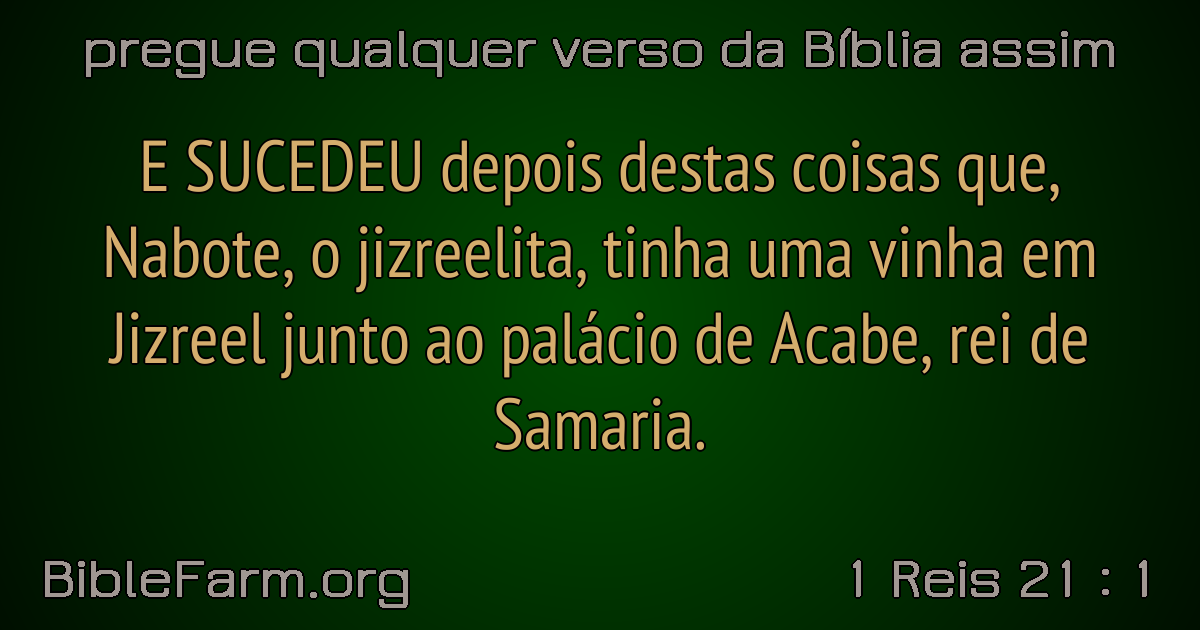 pregue qualquer verso da Bíblia assim
E SUCEDEU depois destas coisas que,
Nabote, o jizreelita, tinha uma vinha em
Jizreel junto ao palácio de Acabe, rei de
Samaria.
BibleFarm.org
1 Reis 21 : 1